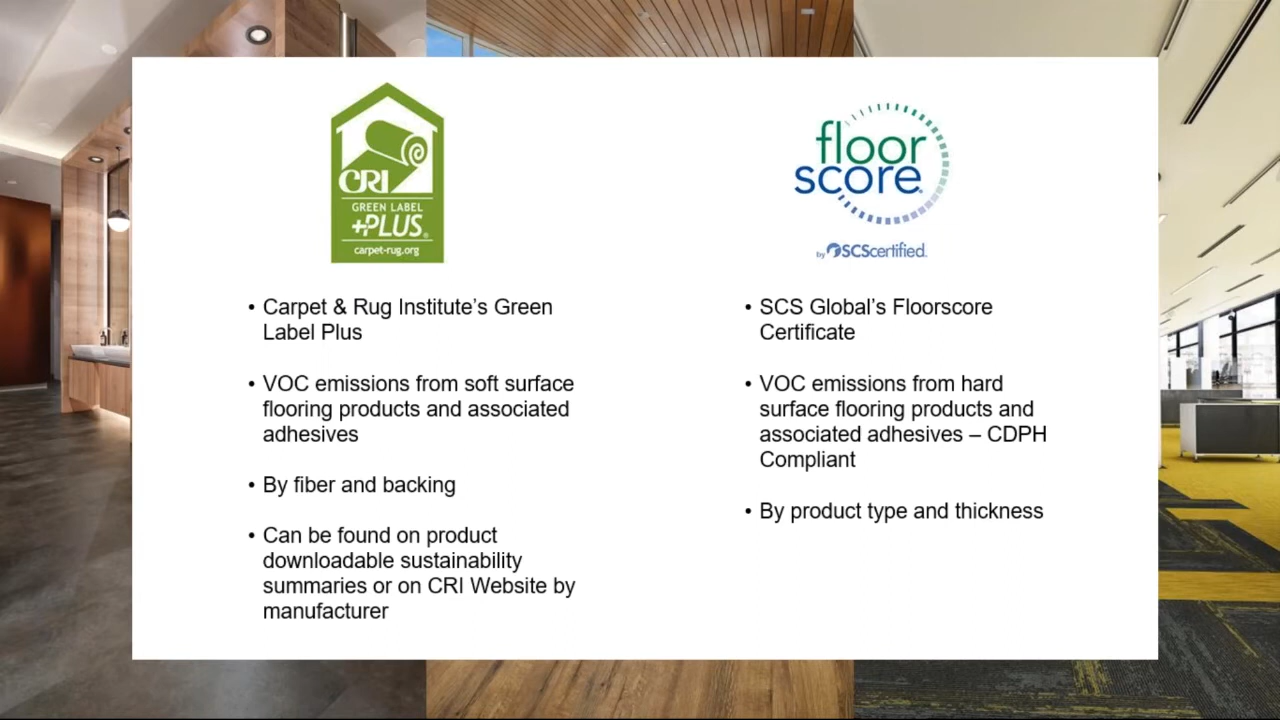 CRI
GREEN LABEL
+PLUS®
carpet-rug.org
• Carpet & Rug Institute’s Green
Label Plus
• VOC emissions from soft surface
flooring products and associated
adhesives
• By fiber and backing
• Can be found on product
downloadable sustainability
summaries or on CRI Website by
manufacturer
floor
score®
by SCScertified.
• SCS Global’s Floorscore
Certificate
• VOC emissions from hard
surface flooring products and
associated adhesives – CDPH
Compliant
• By product type and thickness